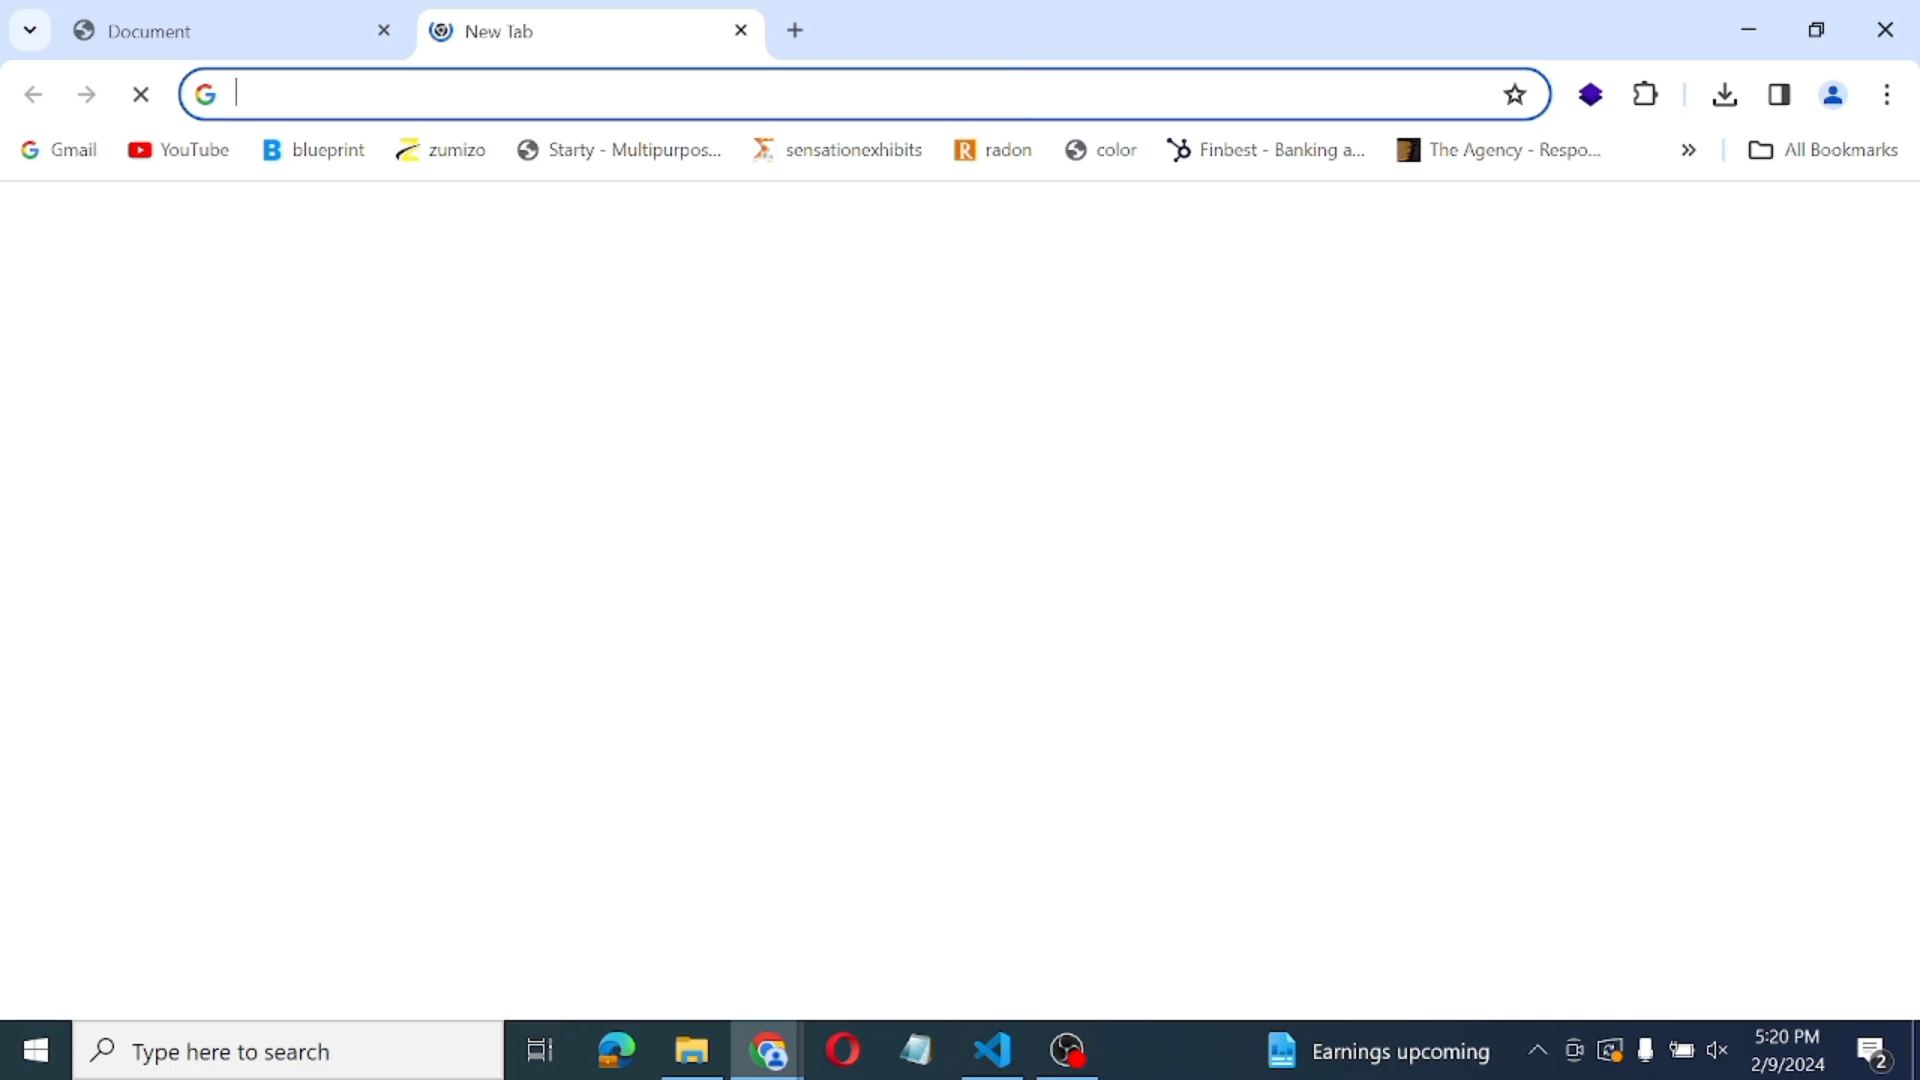 Document
New Tab
Gmail
YouTube
blueprint
zumizo
Starty - Multipurpos...
sensationexhibits
radon
color
Finbest - Banking a...
The Agency - Respo...
All Bookmarks
Type here to search
Earnings upcoming
5:20 PM
2/9/2024
2